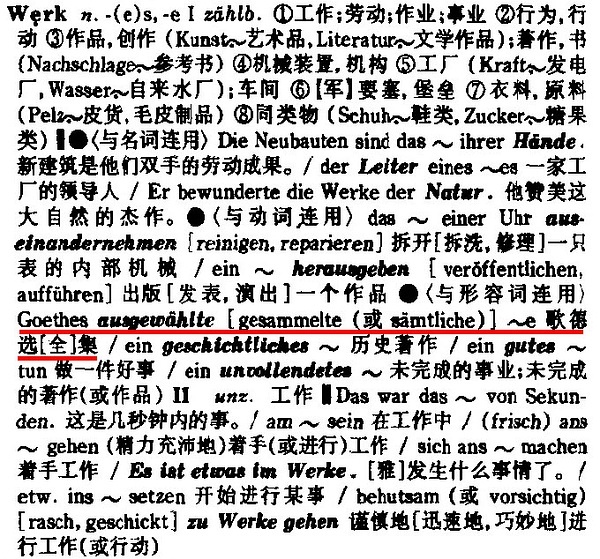 Werk n. -(e)s, -e I zählb. ①工作;劳动;作业;事业 ②行为,行
动 ③作品,创作 (Kunst~艺术品,Literatur~文学作品);著作,书
(Nachschlage~参考书) ④机械装置,机构 ⑤工厂 (Kraft~发电
厂,Wasser~自来水厂);车间 ⑥【军】要塞,堡垒 ⑦衣料,原料
(Pelz~皮货,毛皮制品) ⑧同类物 (Schuh~鞋类,Zucker~糖果
类) ▌●〈与名词连用〉 Die Neubauten sind das ~ ihrer Hände.
新建筑是他们双手的劳动成果。/ der Leiter eines ~es 一家工
厂的领导人 / Er bewunderte die Werke der Natur. 他赞美这
大自然的杰作。●〈与动词连用〉 das ~ einer Uhr aus-
einandernehmen [reinigen, reparieren] 拆开[拆洗,修理]一只
表的内部机械 / ein ~ herausgeben [veröffentlichen,
aufführen] 出版[发表,演出]一个作品 ●〈与形容词连用〉
Goethes ausgewählte [gesammelte (或 sämtliche)] ~e 歌德
选[全]集 / ein geschichtliches ~ 历史著作 / ein gutes ~
tun 做一件好事 / ein unvollendetes ~ 未完成的事业;未完成
的著作(或作品) II unz. 工作 ▌Das war das ~ von Sekun-
den. 这是几秒钟内的事。/ am ~ sein 在工作中 / (frisch) ans
~ gehen (精力充沛地)着手(或进行)工作 / sich ans ~ machen
着手工作 / Es ist etwas im Werke. [雅]发生什么事情了。/
etw. ins ~ setzen 开始进行某事 / behutsam (或 vorsichtig)
[rasch, geschickt] zu Werke gehen 谨慎地[迅速地,巧妙地]进
行工作(或行动)